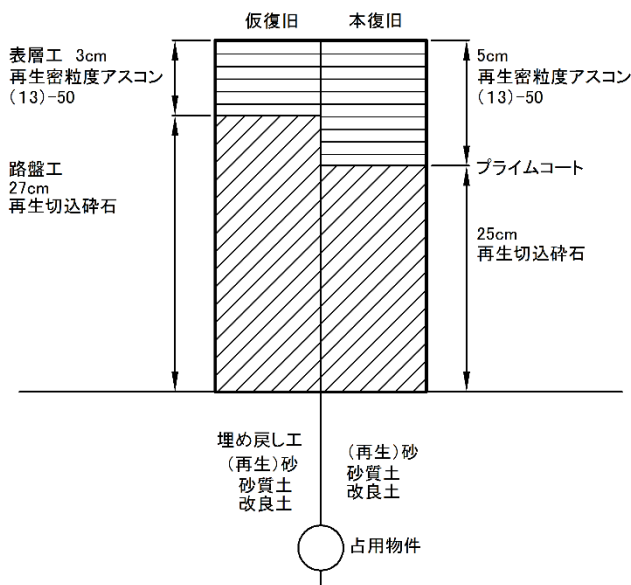 仮復旧
本復旧
表層工 3cm
再生密粒度アスコン
(13)-50
路盤工
27cm
再生切込砕石
5cm
再生密粒度アスコン
(13)-50
プライムコート
25cm
再生切込砕石
埋め戻し工
(再生)砂
砂質土
改良土
(再生)砂
砂質土
改良土
占用物件